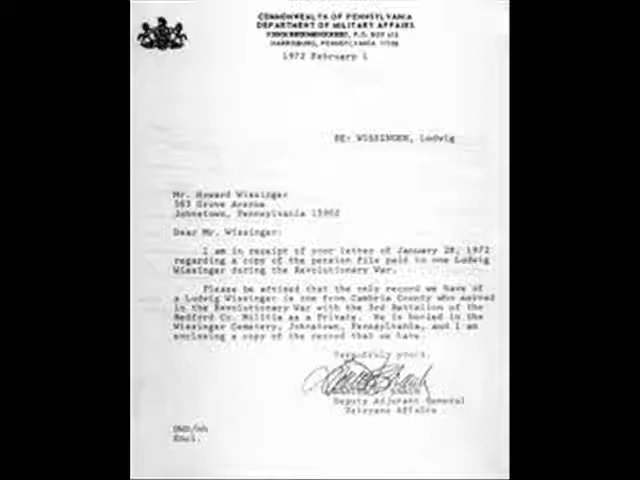 COMMONWEALTH OF PENNSYLVANIA
DEPARTMENT OF MILITARY AFFAIRS
P.O. BOX
HARRISBURG, PENNSYLVANIA
1972 February 1
RE: WISSINGER, Ludwig
Mr. Howard Wissinger
363 Grove Avenue
Johnstown, Pennsylvania 15902
Dear Mr. Wissinger:
I am in receipt of your letter of January 28, 1972
regarding a copy of the pension file paid to one Ludwig
Wissinger during the Revolutionary War.
Please be advised that the only record we have of
a Ludwig Wissinger is one from Cambria County who served
in the Revolutionary War with the 3rd Battalion of the
Bedford Co. Militia as a Private. He is buried in the
Wissinger Cemetery, Johnstown, Pennsylvania, and I am
enclosing a copy of the record that we have.
Very truly yours,
Deputy Adjutant General
Veterans Affairs
Encl.